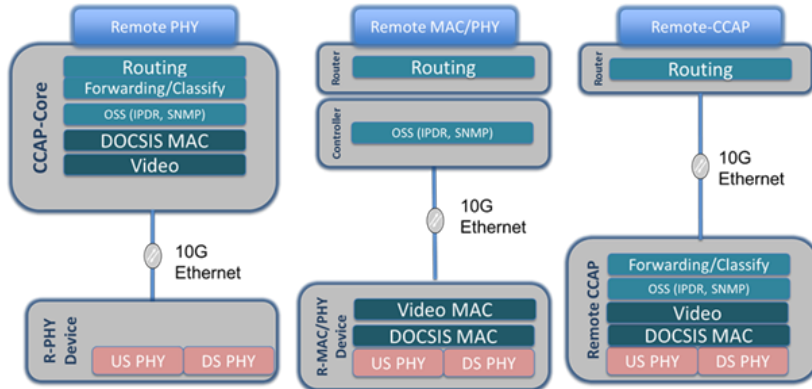 Remote PHY
CCAP-Core
Routing
Forwarding/Classify
OSS (IPDR, SNMP)
DOCSIS MAC
Video
10G
Ethernet
R-PHY
Device
US PHY
DS PHY
Remote MAC/PHY
Router
Routing
Controller
OSS (IPDR, SNMP)
10G
Ethernet
R-MAC/PHY
Device
Video MAC
DOCSIS MAC
US PHY
DS PHY
Remote-CCAP
Router
Routing
10G
Ethernet
Remote CCAP
Forwarding/Classify
OSS (IPDR, SNMP)
Video
DOCSIS MAC
US PHY
DS PHY